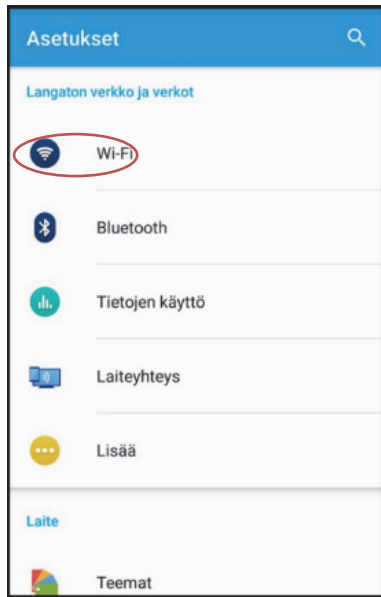 Asetukset
Langaton verkko ja verkot
Wi-Fi
Bluetooth
Tietojen käyttö
Laiteyhteys
Lisää
Laite
Teemat